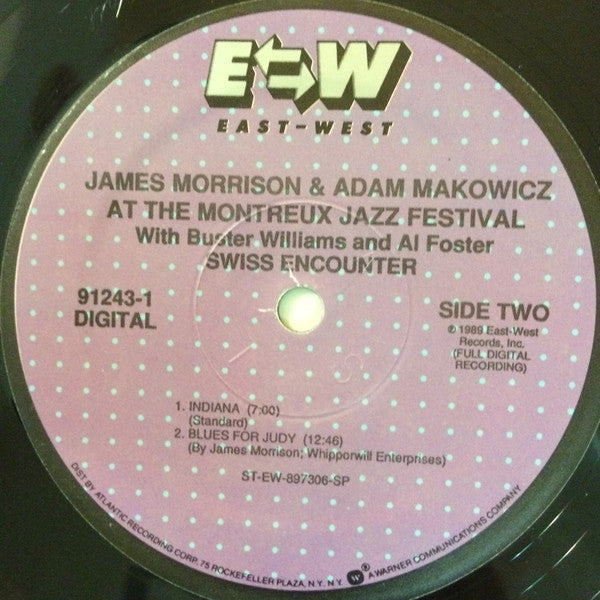 E W
EAST-WEST
JAMES MORRISON & ADAM MAKOWICZ
AT THE MONTREUX JAZZ FESTIVAL
With Buster Williams and Al Foster
SWISS ENCOUNTER
91243-1
DIGITAL
SIDE TWO
℗ 1989 East-West
Records, Inc.
(FULL DIGITAL
RECORDING)
1. INDIANA (7:00)
(Standard)
2. BLUES FOR JUDY (12:46)
(By James Morrison; Whipporwill Enterprises)
ST-EW-897306-SP
DIST BY ATLANTIC RECORDING CORP. 75 ROCKEFELLER PLAZA, N.Y. N.Y. W A WARNER COMMUNICATIONS COMPANY